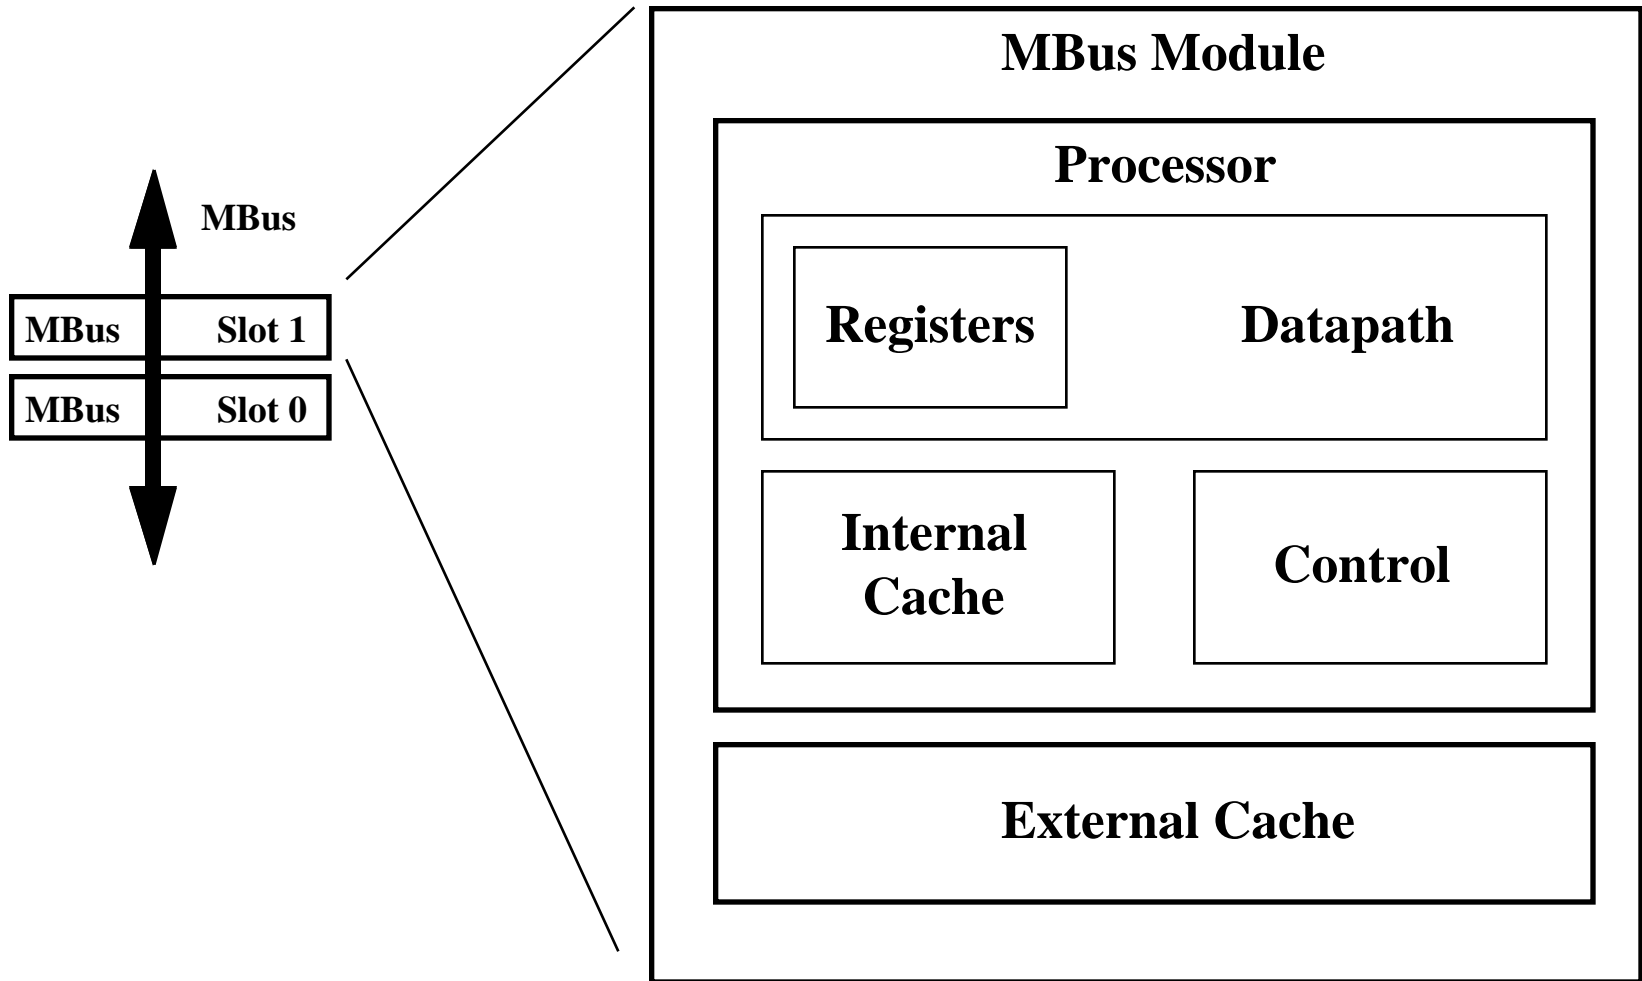 MBus Module
Processor
MBus
Registers
Datapath
MBus Slot 1
MBus Slot 0
Internal
Cache
Control
External Cache